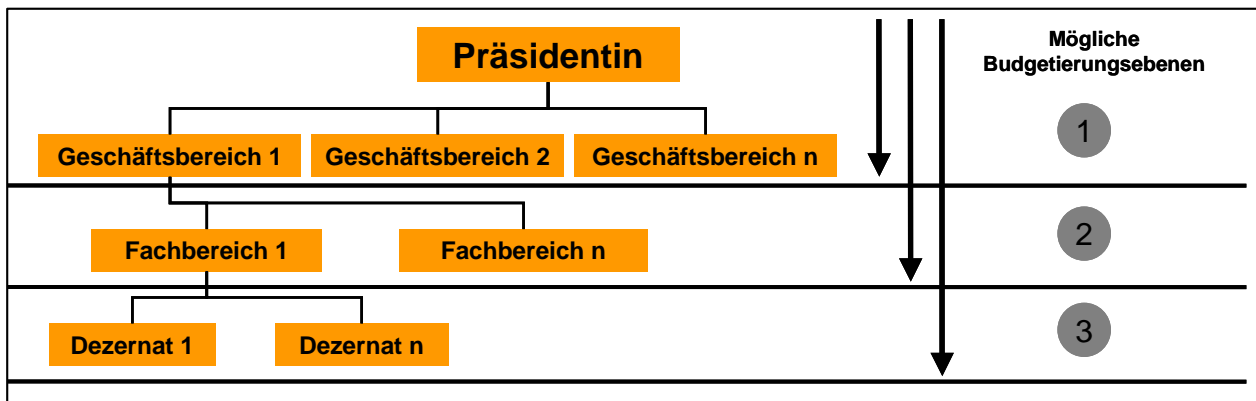 Präsidentin
Mögliche
Budgetierungsebenen
1
Geschäftsbereich 1
Geschäftsbereich 2
Geschäftsbereich n
2
Fachbereich 1
Fachbereich n
3
Dezernat 1
Dezernat n